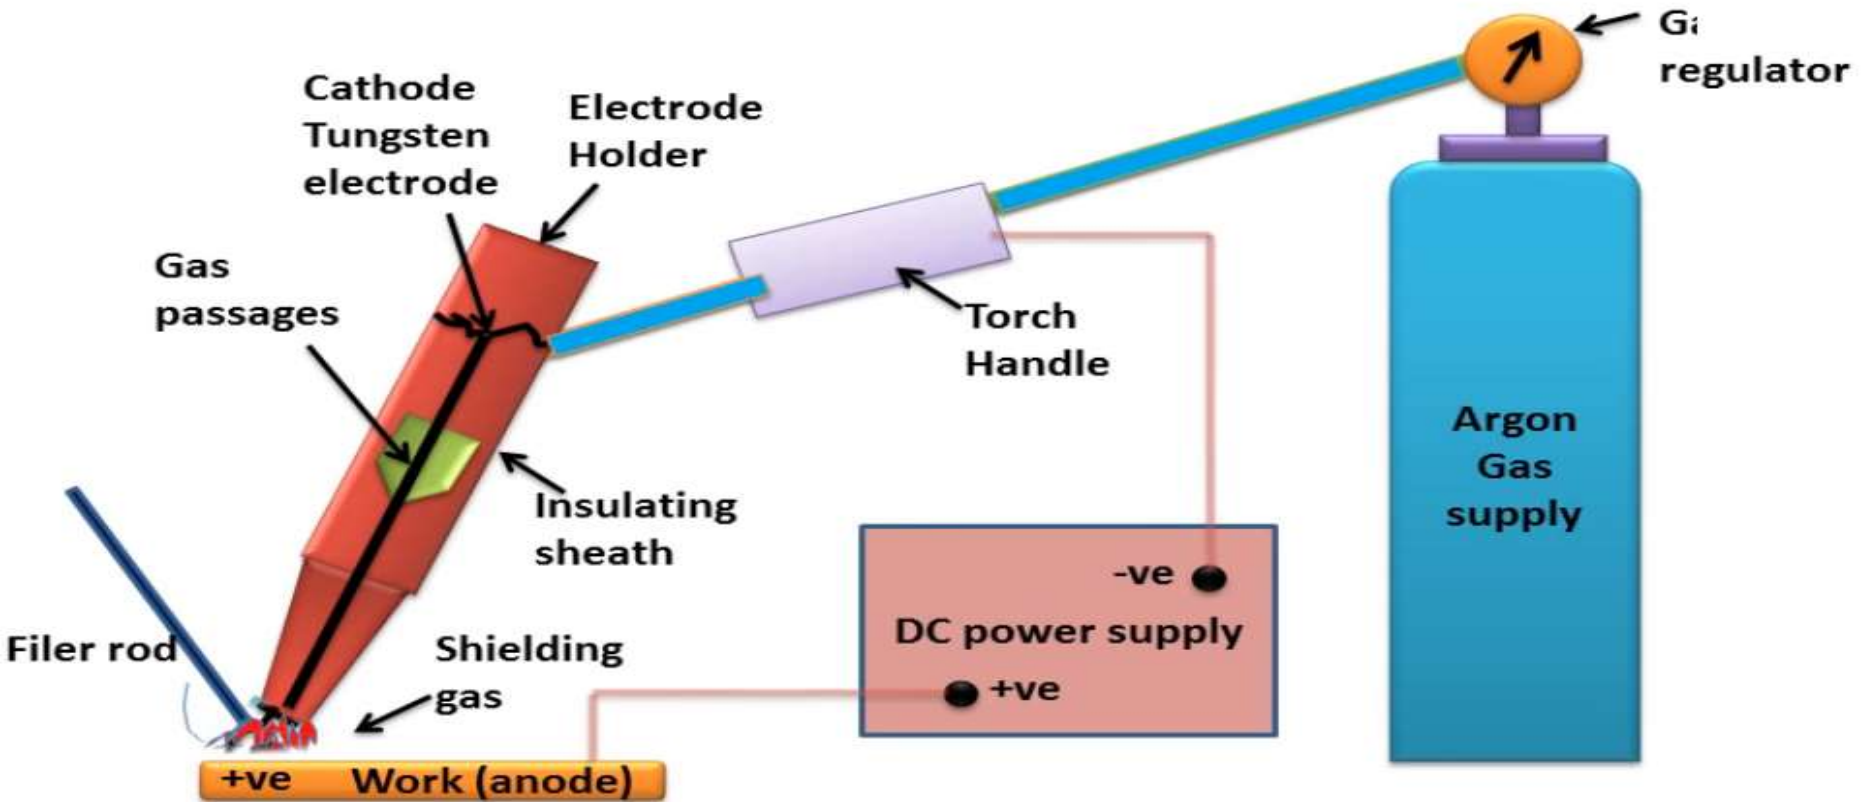 Cathode
Tungsten
electrode
Electrode
Holder
regulator
Gas
passages
Torch
Handle
Argon
Gas
supply
Insulating
sheath
-ve
DC power supply
+ve
Filer rod
Shielding
gas
+ve Work (anode)